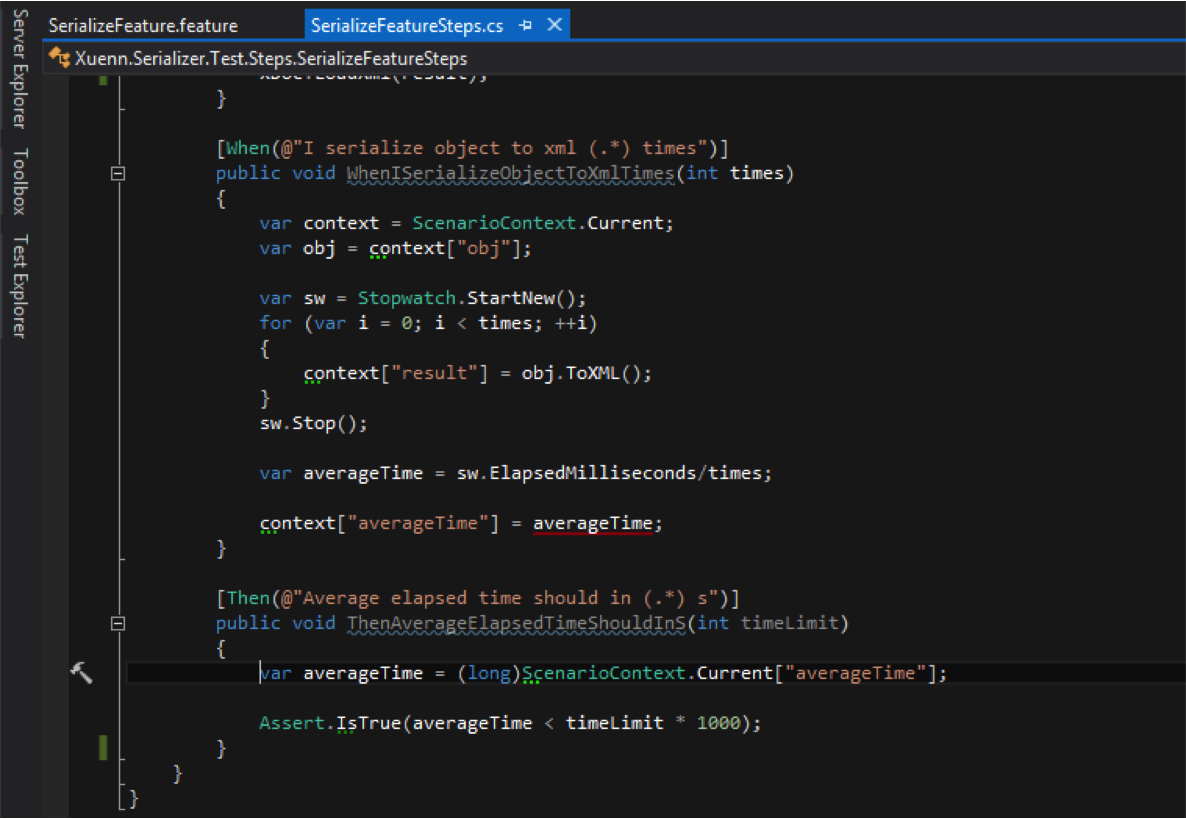 Server Explorer
Toolbox
Test Explorer
SerializeFeature.feature SerializeFeatureSteps.cs
Xuenn.Serializer.Test.Steps.SerializeFeatureSteps
xDoc.LoadXml(result);
}
[When(@"I serialize object to xml (.*) times")]
public void WhenISerializeObjectToXmlTimes(int times)
{
var context = ScenarioContext.Current;
var obj = context["obj"];
var sw = Stopwatch.StartNew();
for (var i = 0; i < times; ++i)
{
context["result"] = obj.ToXML();
}
sw.Stop();
var averageTime = sw.ElapsedMilliseconds/times;
context["averageTime"] = averageTime;
}
[Then(@"Average elapsed time should in (.*) s")]
public void ThenAverageElapsedTimeShouldInS(int timeLimit)
{
var averageTime = (long)ScenarioContext.Current["averageTime"];
Assert.IsTrue(averageTime < timeLimit * 1000);
}
}
}